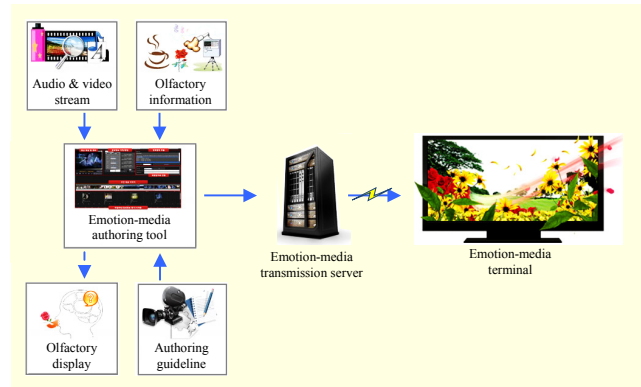 Audio & video
stream
Olfactory
information
Emotion-media
authoring tool
Emotion-media
transmission server
Emotion-media
terminal
Olfactory
display
Authoring
guideline